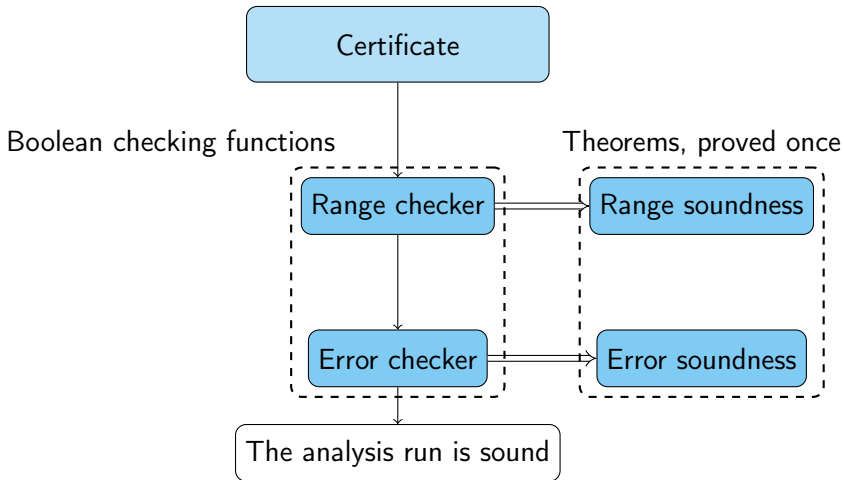 Certificate
Boolean checking functions
Theorems, proved once
Range checker
Range soundness
Error checker
Error soundness
The analysis run is sound